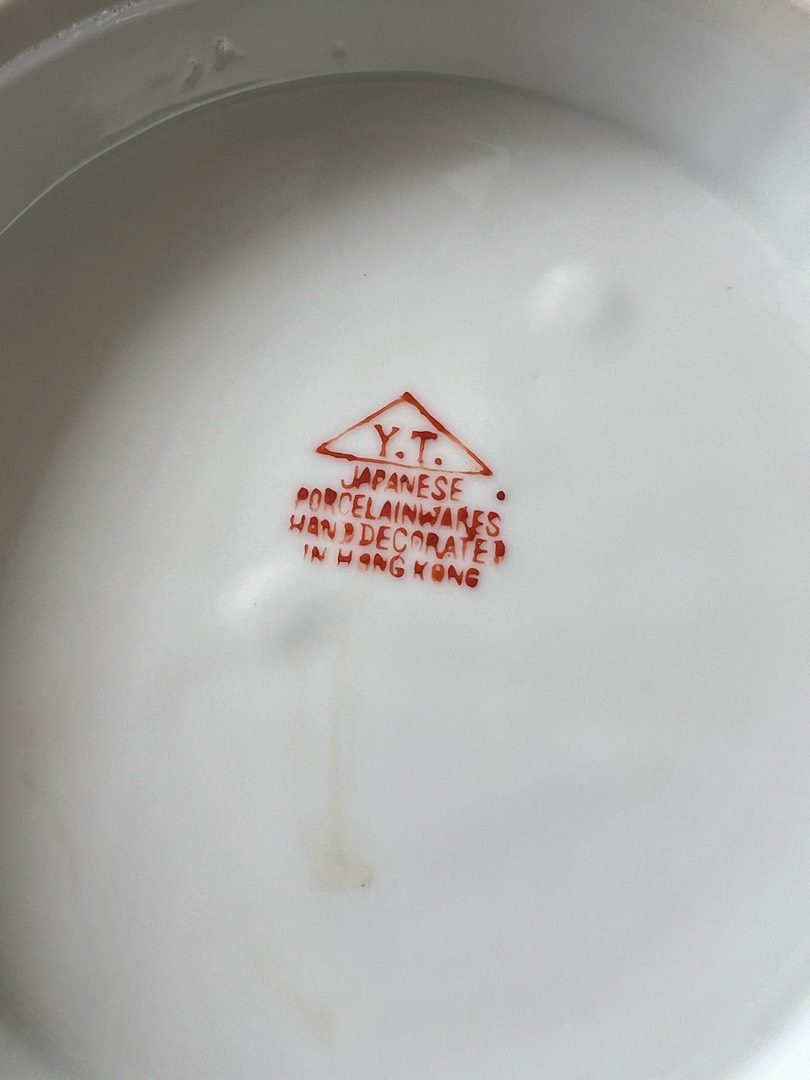 Y.T.
JAPANESE
PORCELAINWARES
HAND DECORATED
IN HONG KONG